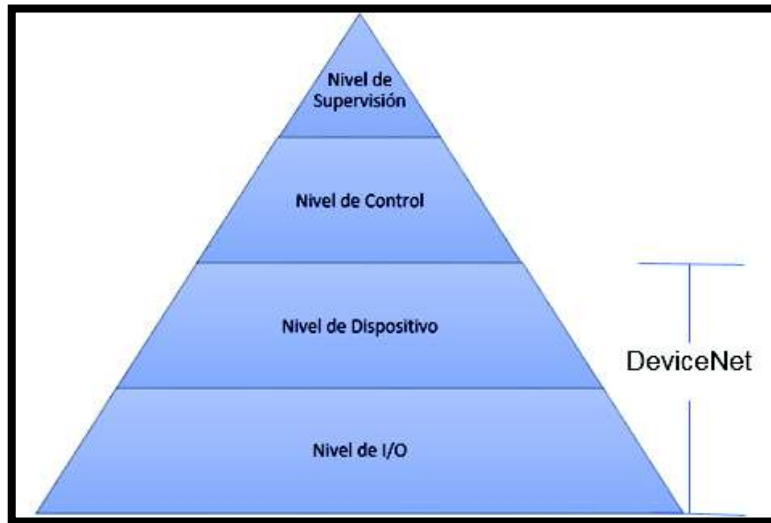 Nivel de
Supervisión
Nivel de Control
Nivel de Dispositivo
DeviceNet
Nivel de I/O